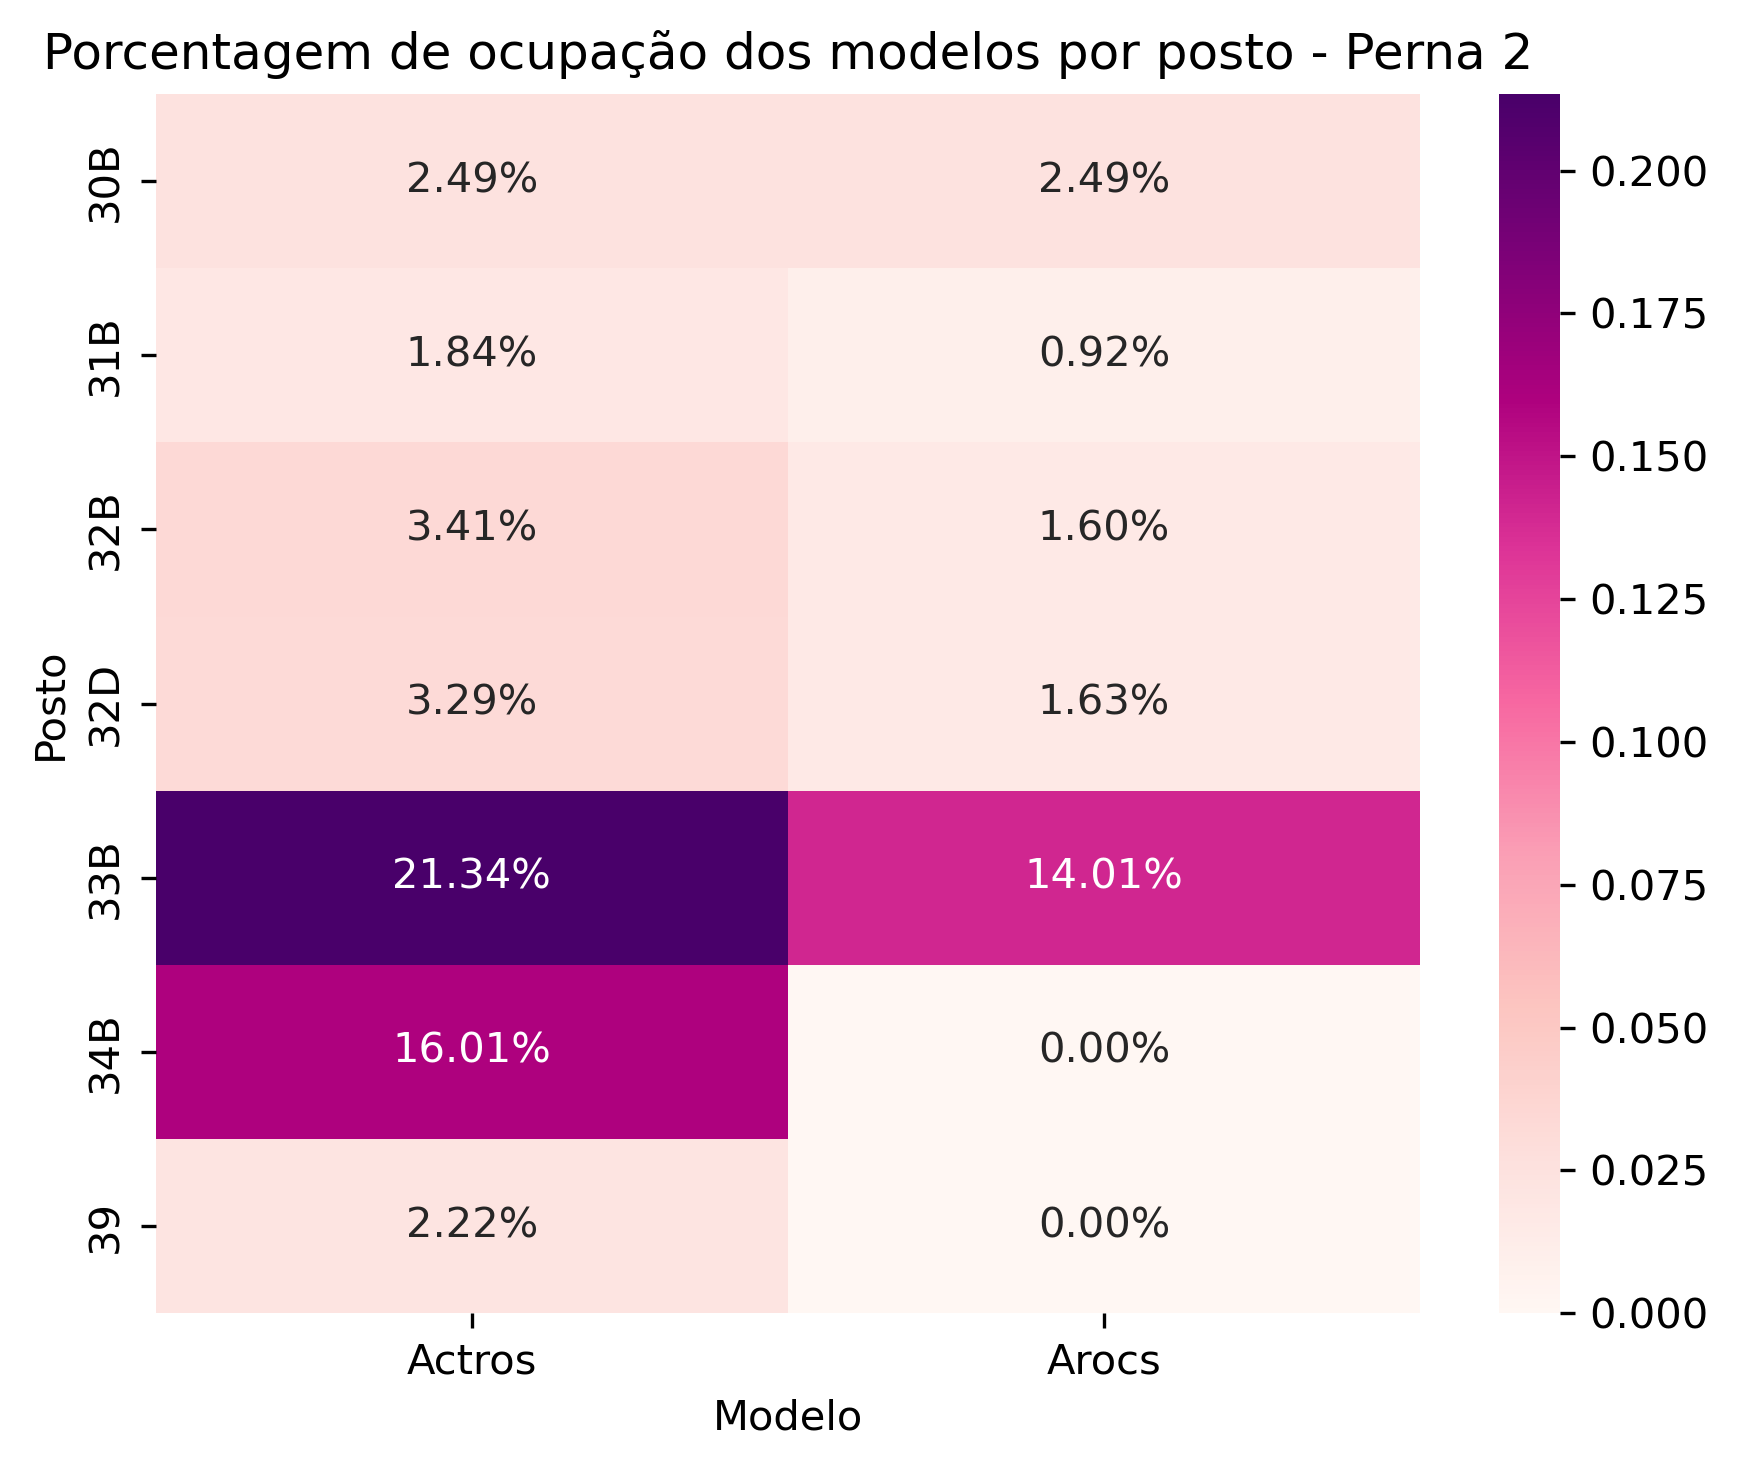 Porcentagem de ocupação dos modelos por posto - Perna 2
Posto
30B 2.49% 2.49%
31B 1.84% 0.92%
32B 3.41% 1.60%
32D 3.29% 1.63%
33B 21.34% 14.01%
34B 16.01% 0.00%
39 2.22% 0.00%
Actros Arocs
Modelo
0.200
0.175
0.150
0.125
0.100
0.075
0.050
0.025
0.000